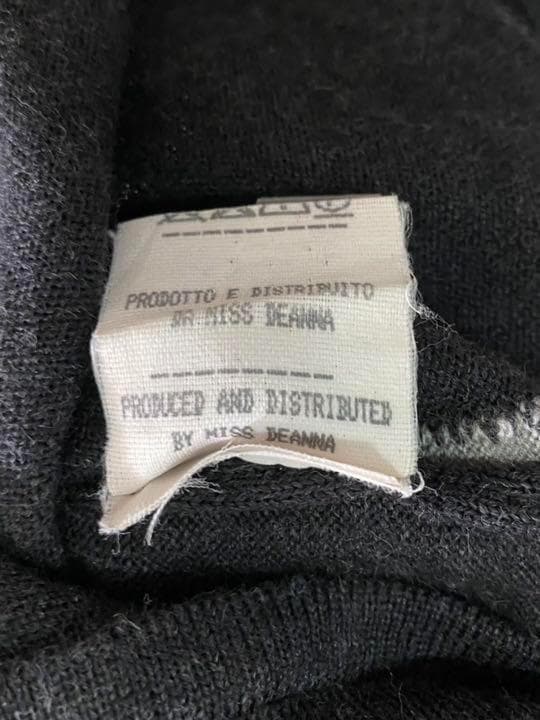 PRODOTTO E DISTRIBUITO
DA MISS DEANNA
PRODUCED AND DISTRIBUTED
BY MISS DEANNA